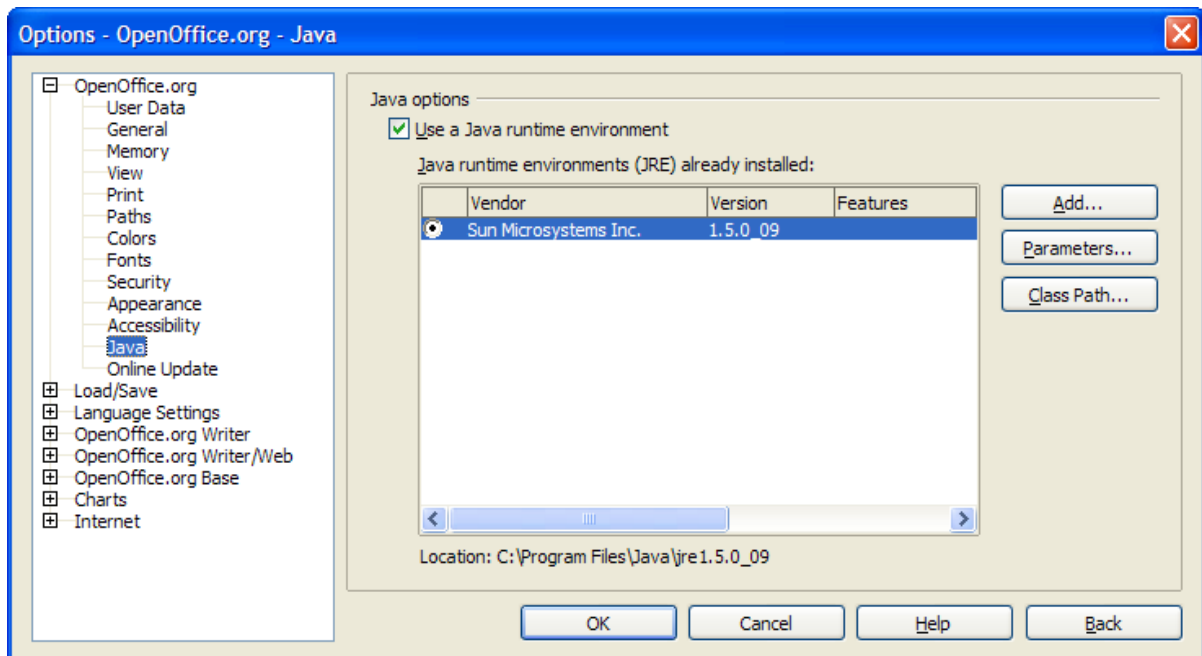 Options - OpenOffice.org - Java
OpenOffice.org
User Data
General
Memory
View
Print
Paths
Colors
Fonts
Security
Appearance
Accessibility
Java
Online Update
Load/Save
Language Settings
OpenOffice.org Writer
OpenOffice.org Writer/Web
OpenOffice.org Base
Charts
Internet
Java options
Use a Java runtime environment
Java runtime environments (JRE) already installed:
Vendor Version Features
Sun Microsystems Inc. 1.5.0_09
Add...
Parameters...
Class Path...
Location: C:\Program Files\Java\jre1.5.0_09
OK Cancel Help Back